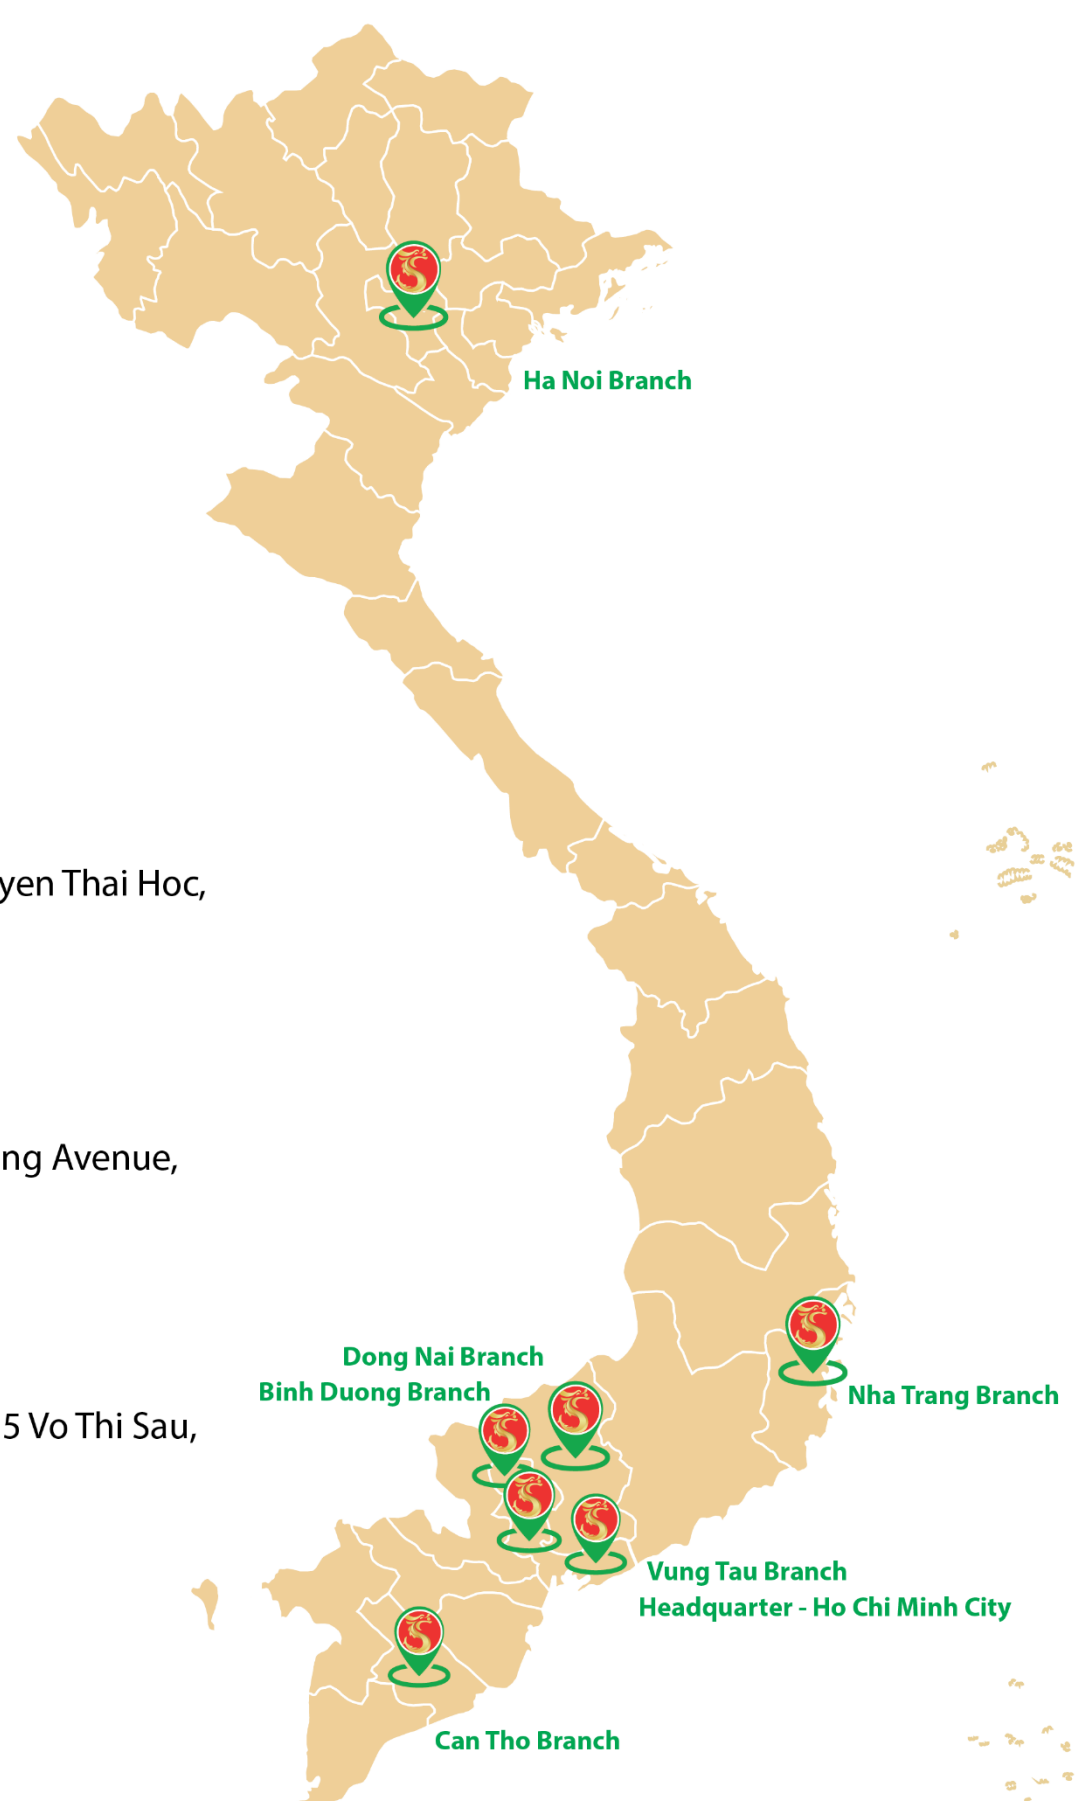 Ha Noi Branch
yen Thai Hoc,
ng Avenue,
Dong Nai Branch
Binh Duong Branch
Nha Trang Branch
5 Vo Thi Sau,
Vung Tau Branch
Headquarter - Ho Chi Minh City
Can Tho Branch